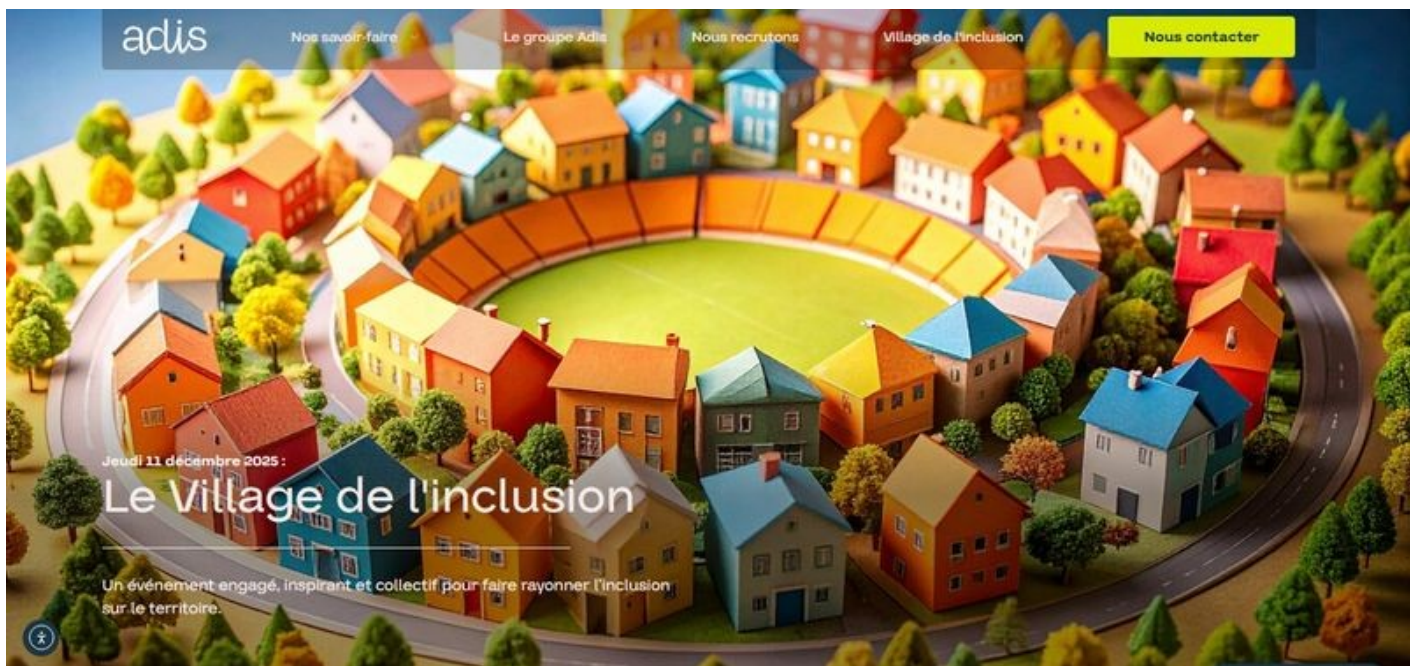 adis
Nos savoir-faire
Le groupe Adis
Nous recrutons
Village de l'inclusion
Nous contacter
Jeudi 11 décembre 2025 :
Le Village de l'inclusion
Un événement engagé, inspirant et collectif pour faire rayonner l'inclusion
sur le territoire.